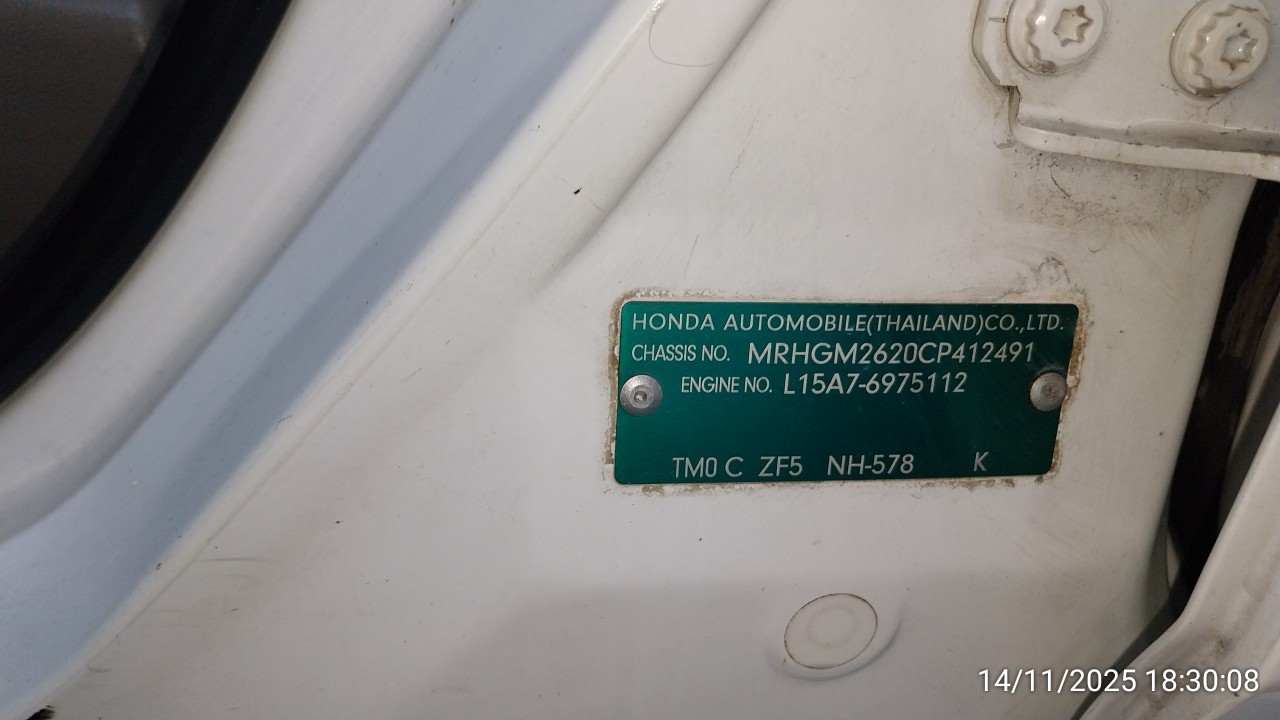 HONDA AUTOMOBILE(THAILAND)CO.,LTD.
CHASSIS NO. MRHGM2620CP412491
ENGINE NO. L15A7-6975112
TM0 C ZF5 NH-578 K
14/11/2025 18:30:08